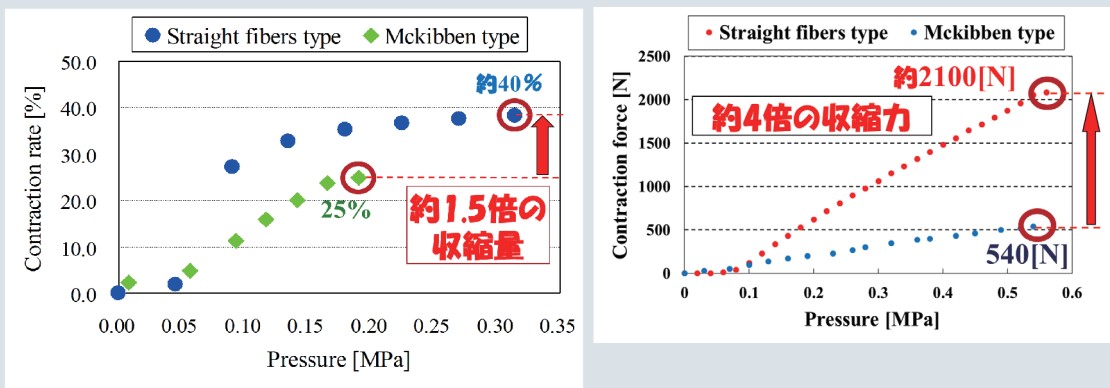 Straight fibers type Mckibben type
50.0
40.0
30.0
20.0
10.0
0.0
Contraction rate [%]
約40%
25%
約1.5倍の
収縮量
0.00 0.05 0.10 0.15 0.20 0.25 0.30 0.35
Pressure [MPa]
Straight fibers type Mckibben type
2500
2000
1500
1000
500
0
Contraction force [N]
約2100[N]
約4倍の収縮力
540[N]
0 0.1 0.2 0.3 0.4 0.5 0.6
Pressure [MPa]